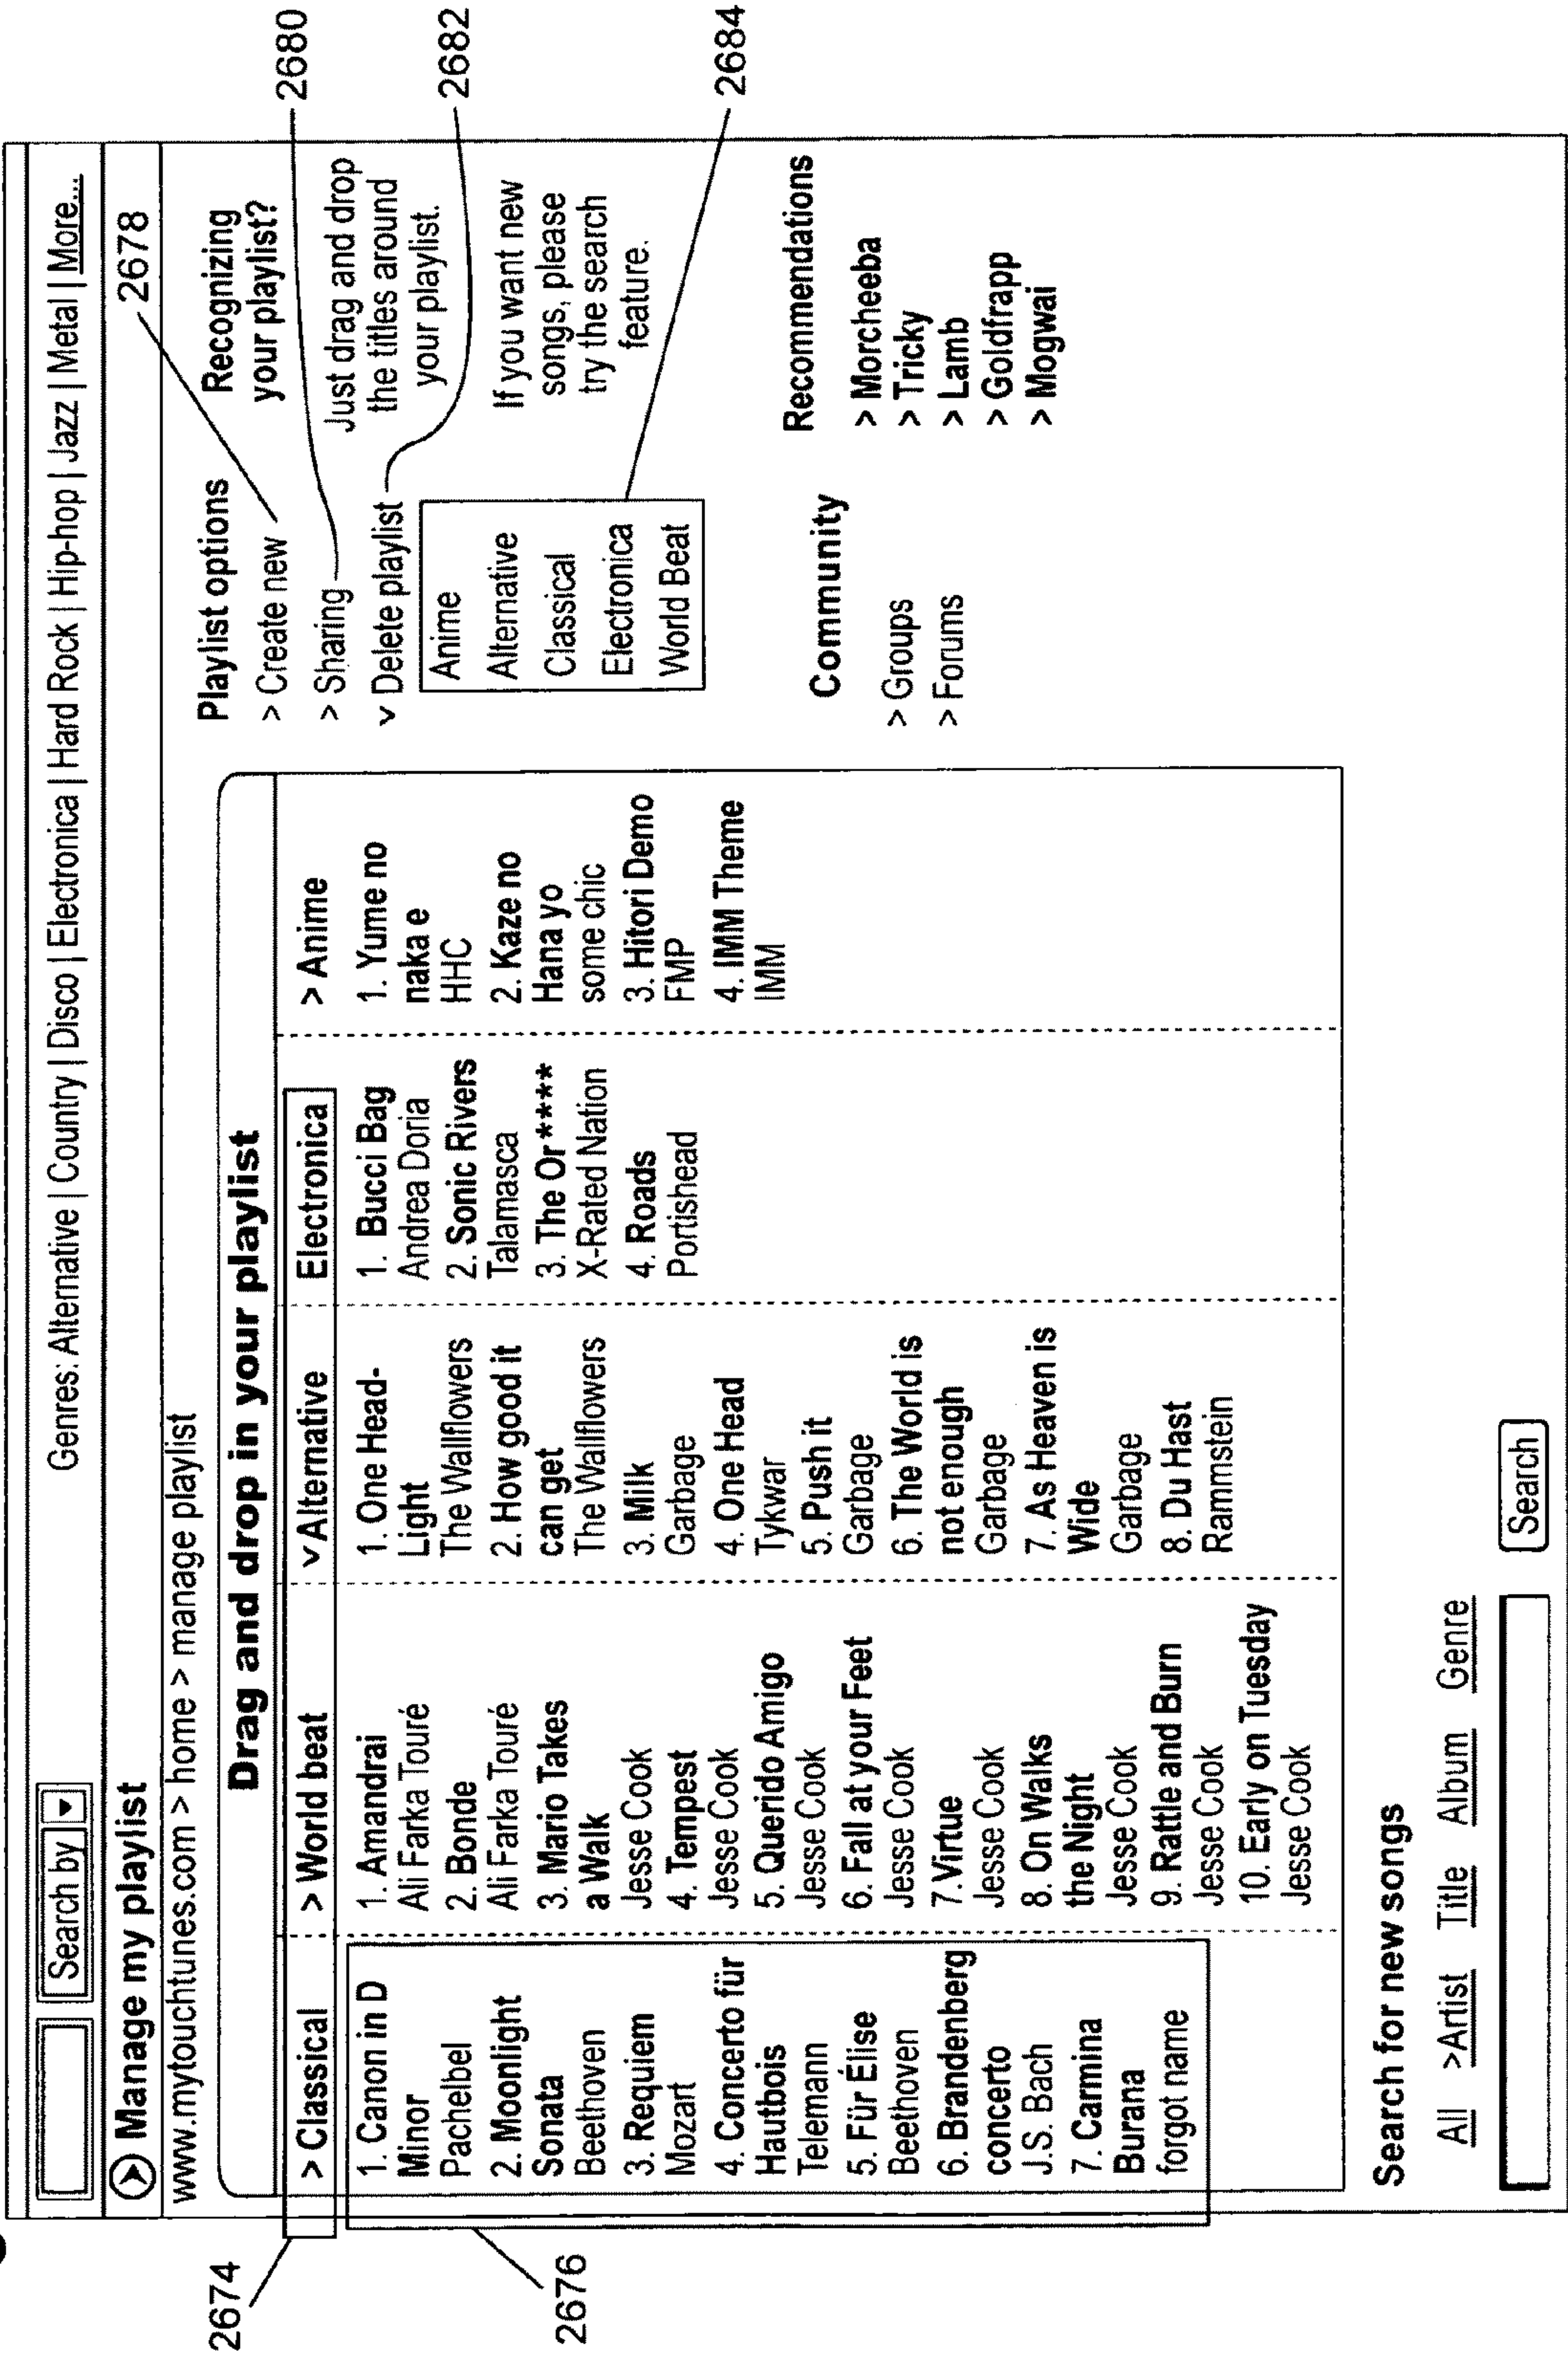 Search by
Genres: Alternative | Country | Disco | Electronica | Hard Rock | Hip-hop | Jazz | Metal | More...
Manage my playlist
2678
www.mytouchtunes.com > home > manage playlist
Drag and drop in your playlist
2674
> Classical
> World beat
v Alternative
Electronica
> Anime
2676
1. Canon in D
Minor
Pachelbel
2. Moonlight
Sonata
Beethoven
3. Requiem
Mozart
4. Concerto für
Hautbois
Telemann
5. Für Elise
Beethoven
6. Brandenberg
concerto
J.S. Bach
7. Carmina
Burana
forgot name
1. Amandrai
Ali Farka Touré
2. Bonde
Ali Farka Touré
3. Mario Takes
a Walk
Jesse Cook
4. Tempest
Jesse Cook
5. Querido Amigo
Jesse Cook
6. Fall at your Feet
Jesse Cook
7. Virtue
Jesse Cook
8. On Walks
the Night
Jesse Cook
9. Rattle and Burn
Jesse Cook
10. Early on Tuesday
Jesse Cook
1. One Head-
Light
The Wallflowers
2. How good it
can get
The Wallflowers
3. Milk
Garbage
4. One Head
Tykwar
5. Push it
Garbage
6. The World is
not enough
Garbage
7. As Heaven is
Wide
Garbage
8. Du Hast
Rammstein
1. Bucci Bag
Andrea Doria
2. Sonic Rivers
Talamasca
3. The Or****
X-Rated Nation
4. Roads
Portishead
1. Yume no
naka e
HHC
2. Kaze no
Hana yo
some chic
3. Hitori Demo
FMP
4. IMM Theme
IMM
Playlist options
> Create new
> Sharing
v Delete playlist
Anime
Alternative
Classical
Electronica
World Beat
Recognizing
your playlist?
Just drag and drop
the titles around
your playlist.
If you want new
songs, please
try the search
feature.
2680
2682
2684
Community
> Groups
> Forums
Recommendations
> Morcheeba
> Tricky
> Lamb
> Goldfrapp
> Mogwai
Search for new songs
All >Artist Title Album Genre
Search